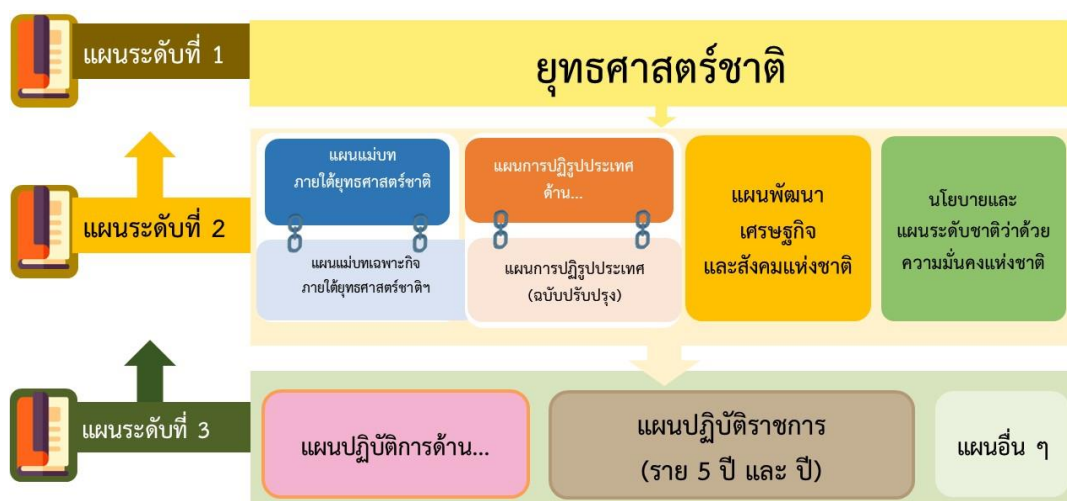 แผนระดับที่ 1
ยุทธศาสตร์ชาติ
แผนระดับที่ 2
แผนแม่บท
ภายใต้ยุทธศาสตร์ชาติ
แผนแม่บทเฉพาะกิจ
ภายใต้ยุทธศาสตร์ชาติฯ
แผนการปฏิรูปประเทศ
ด้าน...
แผนการปฏิรูปประเทศ
(ฉบับปรับปรุง)
แผนพัฒนา
เศรษฐกิจ
และสังคมแห่งชาติ
นโยบายและ
แผนระดับชาติว่าด้วย
ความมั่นคงแห่งชาติ
แผนระดับที่ 3
แผนปฏิบัติการด้าน...
แผนปฏิบัติราชการ
(ราย 5 ปี และ ปี)
แผนอื่น ๆ